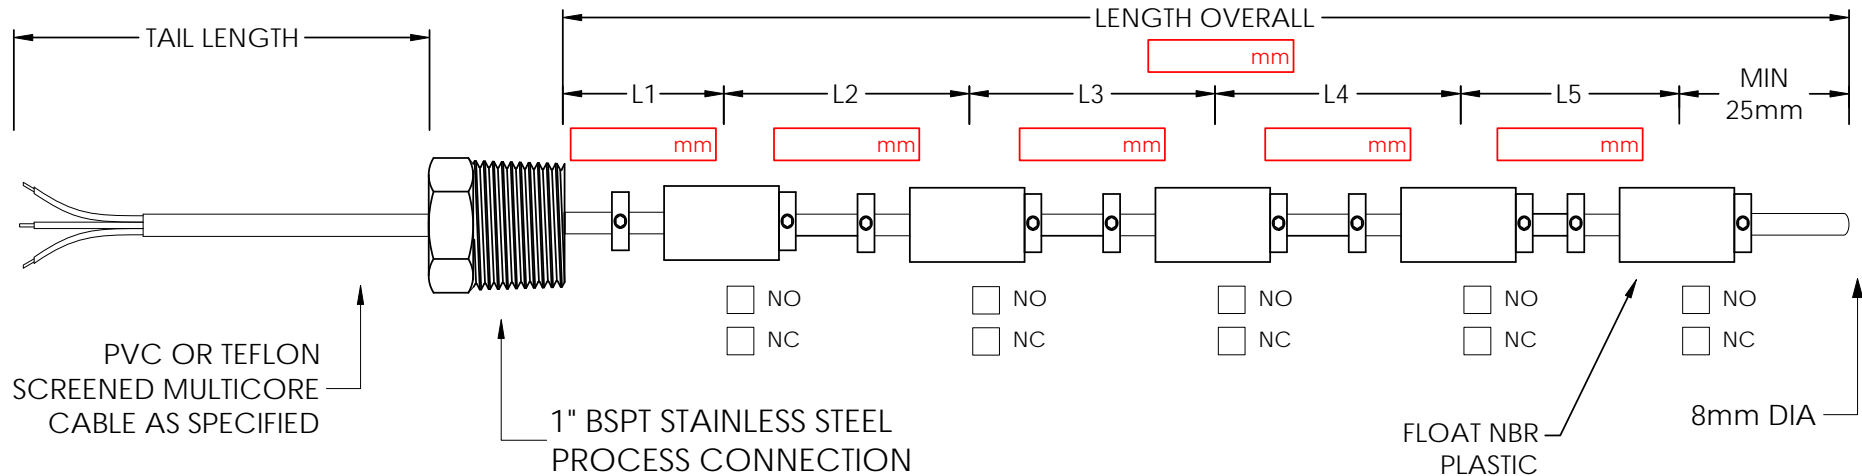 LENGTH OVERALL
TAIL LENGTH
mm
L1 L2 L3 L4 L5 MIN
25mm
mm mm mm mm mm
NO NO NO NO NO
NC NC NC NC NC
PVC OR TEFLON
SCREENED MULTICORE
CABLE AS SPECIFIED
1" BSPT STAINLESS STEEL
PROCESS CONNECTION
FLOAT NBR
PLASTIC
8mm DIA